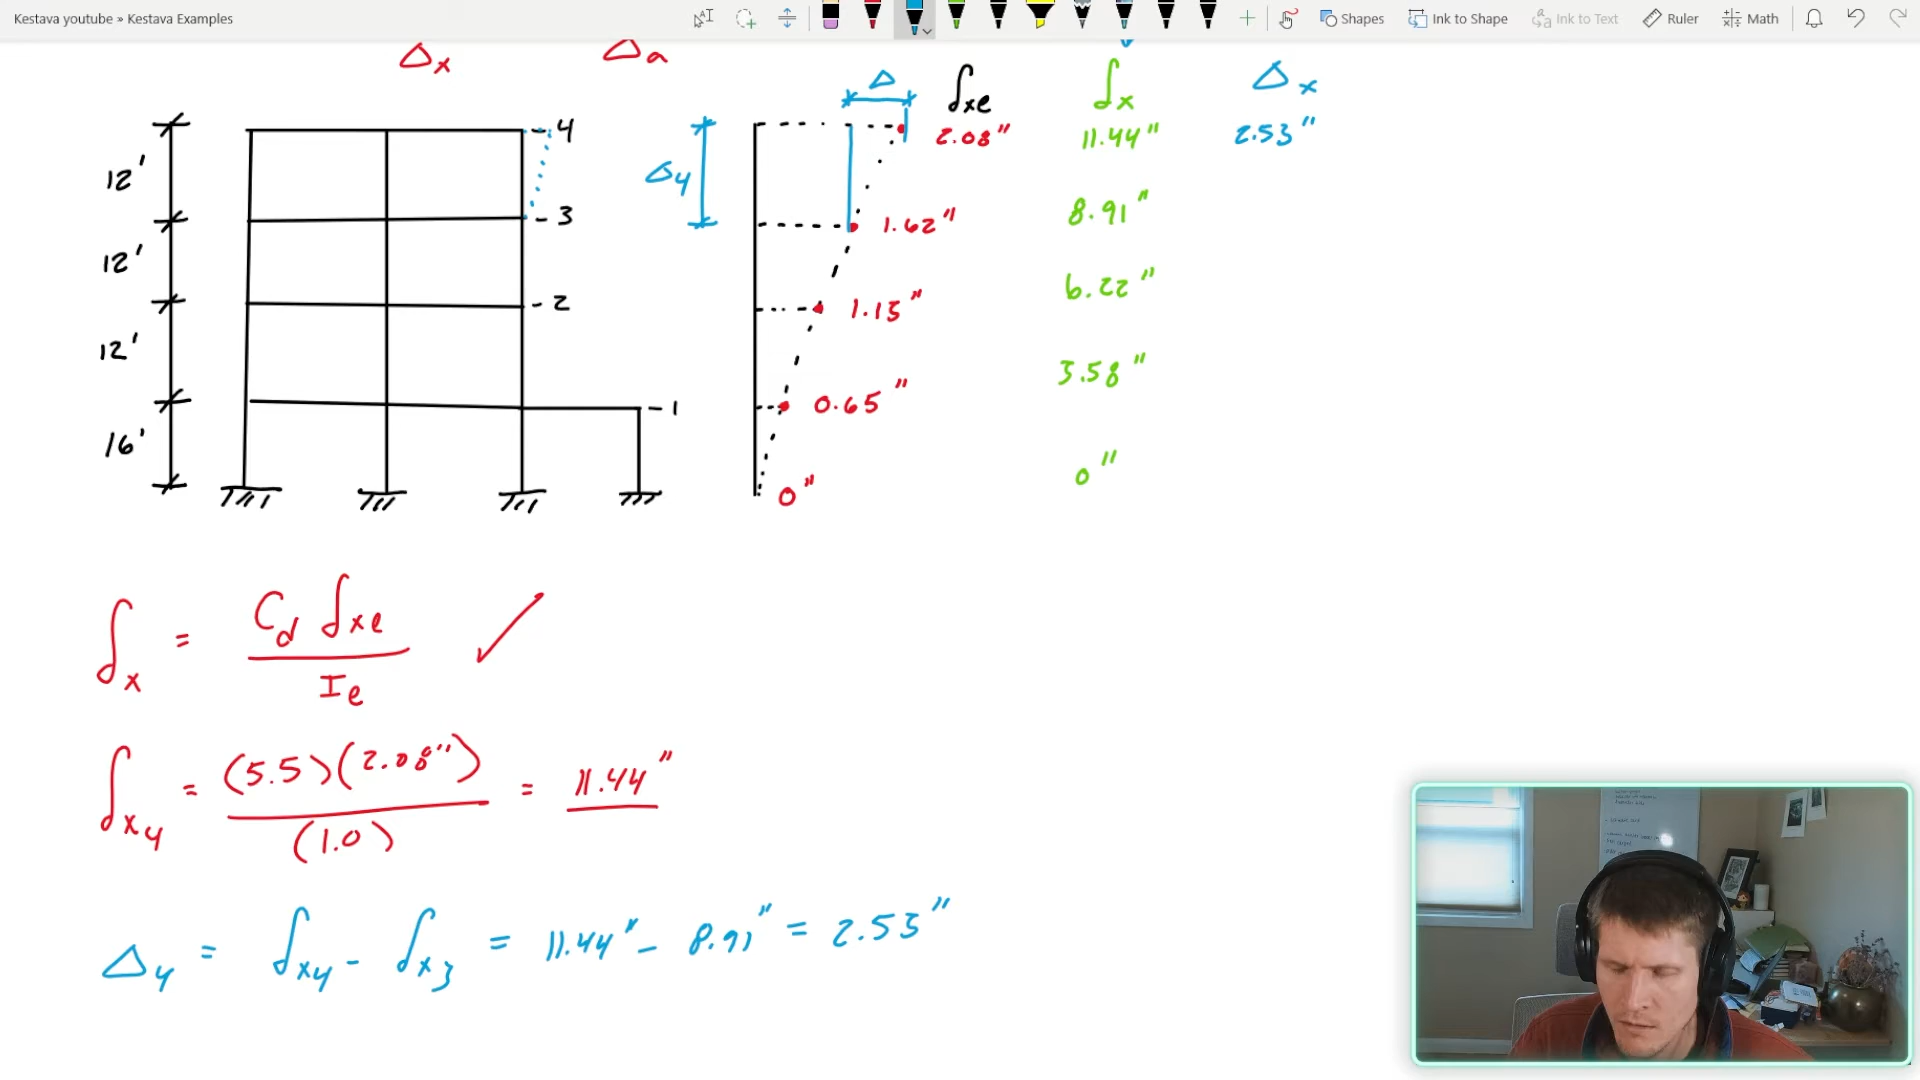 Kestava youtube » Kestava Examples
Shapes
Ink to Shape
Ink to Text
Ruler
Math
Δx Δa
12'
12'
12'
16'
- 4
- 3
- 2
- 1
Δ4
Δ
δxe δx Δx
2.08" 11.44" 2.53"
1.62" 8.91"
1.13" 6.22"
0.65" 3.58"
0" 0"
δx = Cd δxe / Ie ✓
δx4 = (5.5)(2.08") / (1.0) = 11.44"
Δ4 = δx4 - δx3 = 11.44" - 8.91" = 2.53"